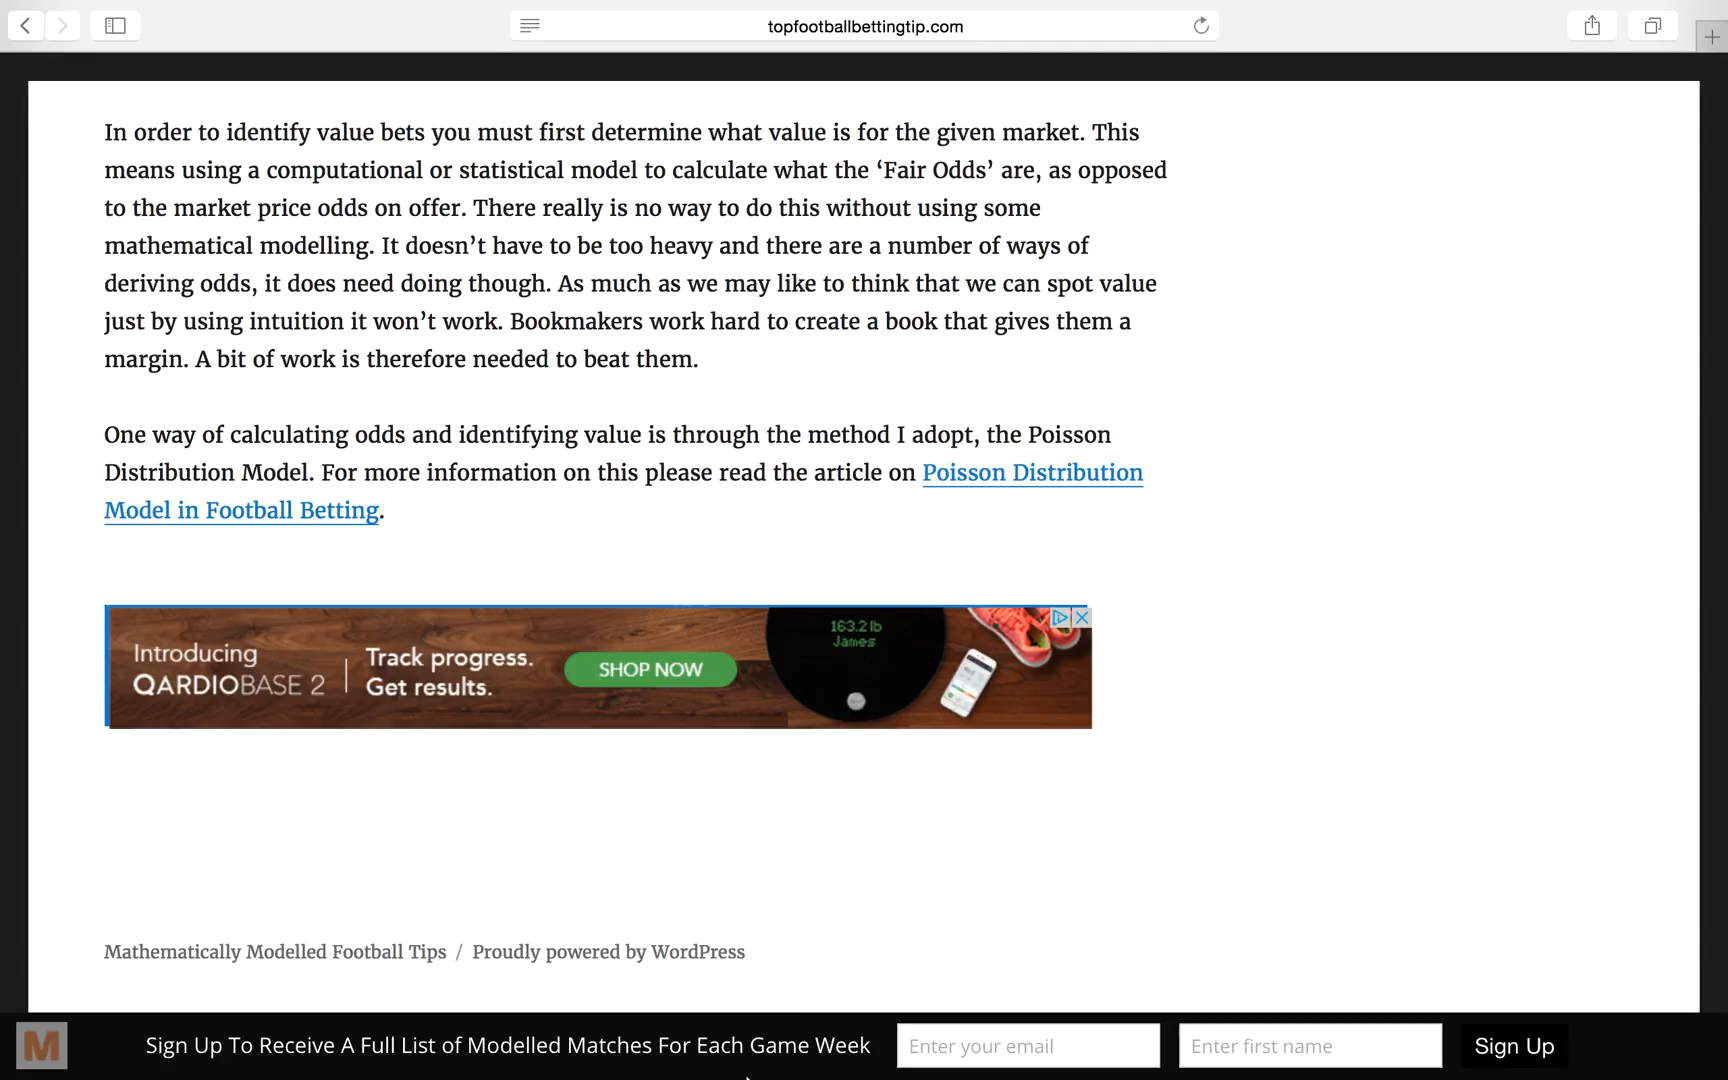 topfootballbettingtip.com
In order to identify value bets you must first determine what value is for the given market. This
means using a computational or statistical model to calculate what the ‘Fair Odds’ are, as opposed
to the market price odds on offer. There really is no way to do this without using some
mathematical modelling. It doesn’t have to be too heavy and there are a number of ways of
deriving odds, it does need doing though. As much as we may like to think that we can spot value
just by using intuition it won’t work. Bookmakers work hard to create a book that gives them a
margin. A bit of work is therefore needed to beat them.
One way of calculating odds and identifying value is through the method I adopt, the Poisson
Distribution Model. For more information on this please read the article on Poisson Distribution
Model in Football Betting.
Introducing
QARDIOBASE 2
Track progress.
Get results.
SHOP NOW
163.2 lb
James
Mathematically Modelled Football Tips / Proudly powered by WordPress
M
Sign Up To Receive A Full List of Modelled Matches For Each Game Week
Enter your email
Enter first name
Sign Up